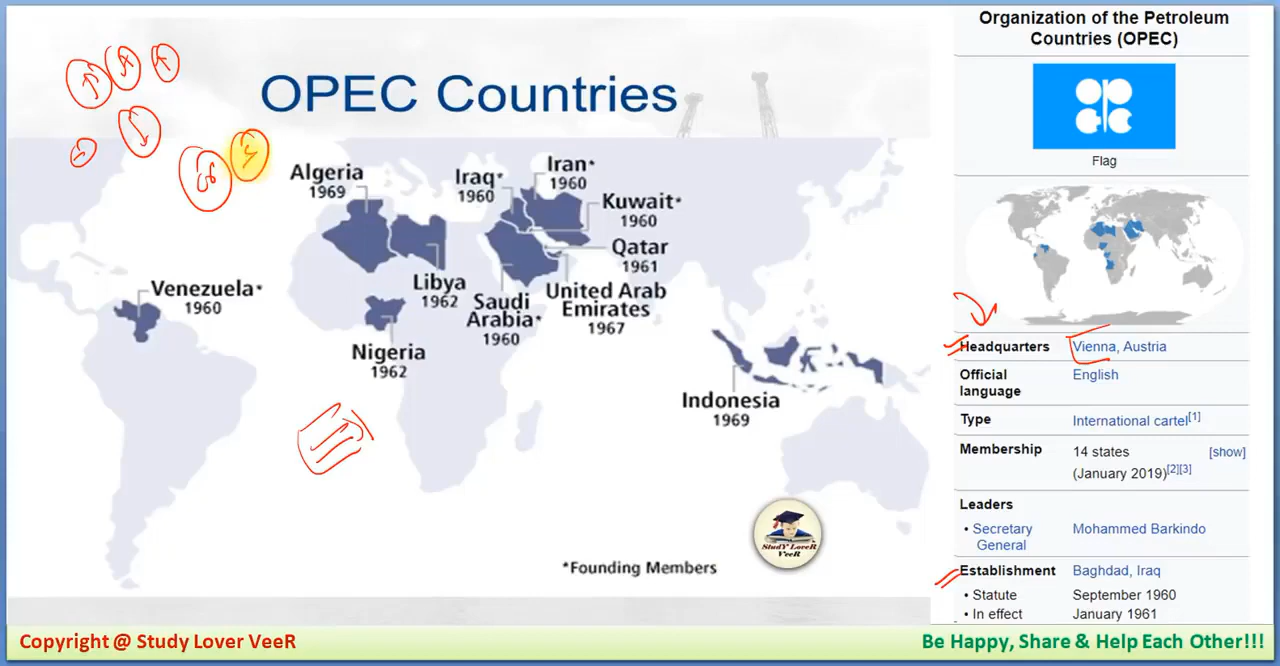 OPEC Countries
Algeria
1969
Iraq*
1960
Iran*
1960
Kuwait*
1960
Qatar
1961
Venezuela*
1960
Libya
1962
Saudi
Arabia*
1960
United Arab
Emirates
1967
Nigeria
1962
Indonesia
1969
StudY LoveR
VeeR
*Founding Members
Organization of the Petroleum
Countries (OPEC)
Flag
Headquarters Vienna, Austria
Official English
language
Type International cartel[1]
Membership 14 states [show]
(January 2019)[2][3]
Leaders
• Secretary Mohammed Barkindo
General
Establishment Baghdad, Iraq
• Statute September 1960
• In effect January 1961
Copyright @ Study Lover VeeR
Be Happy, Share & Help Each Other!!!